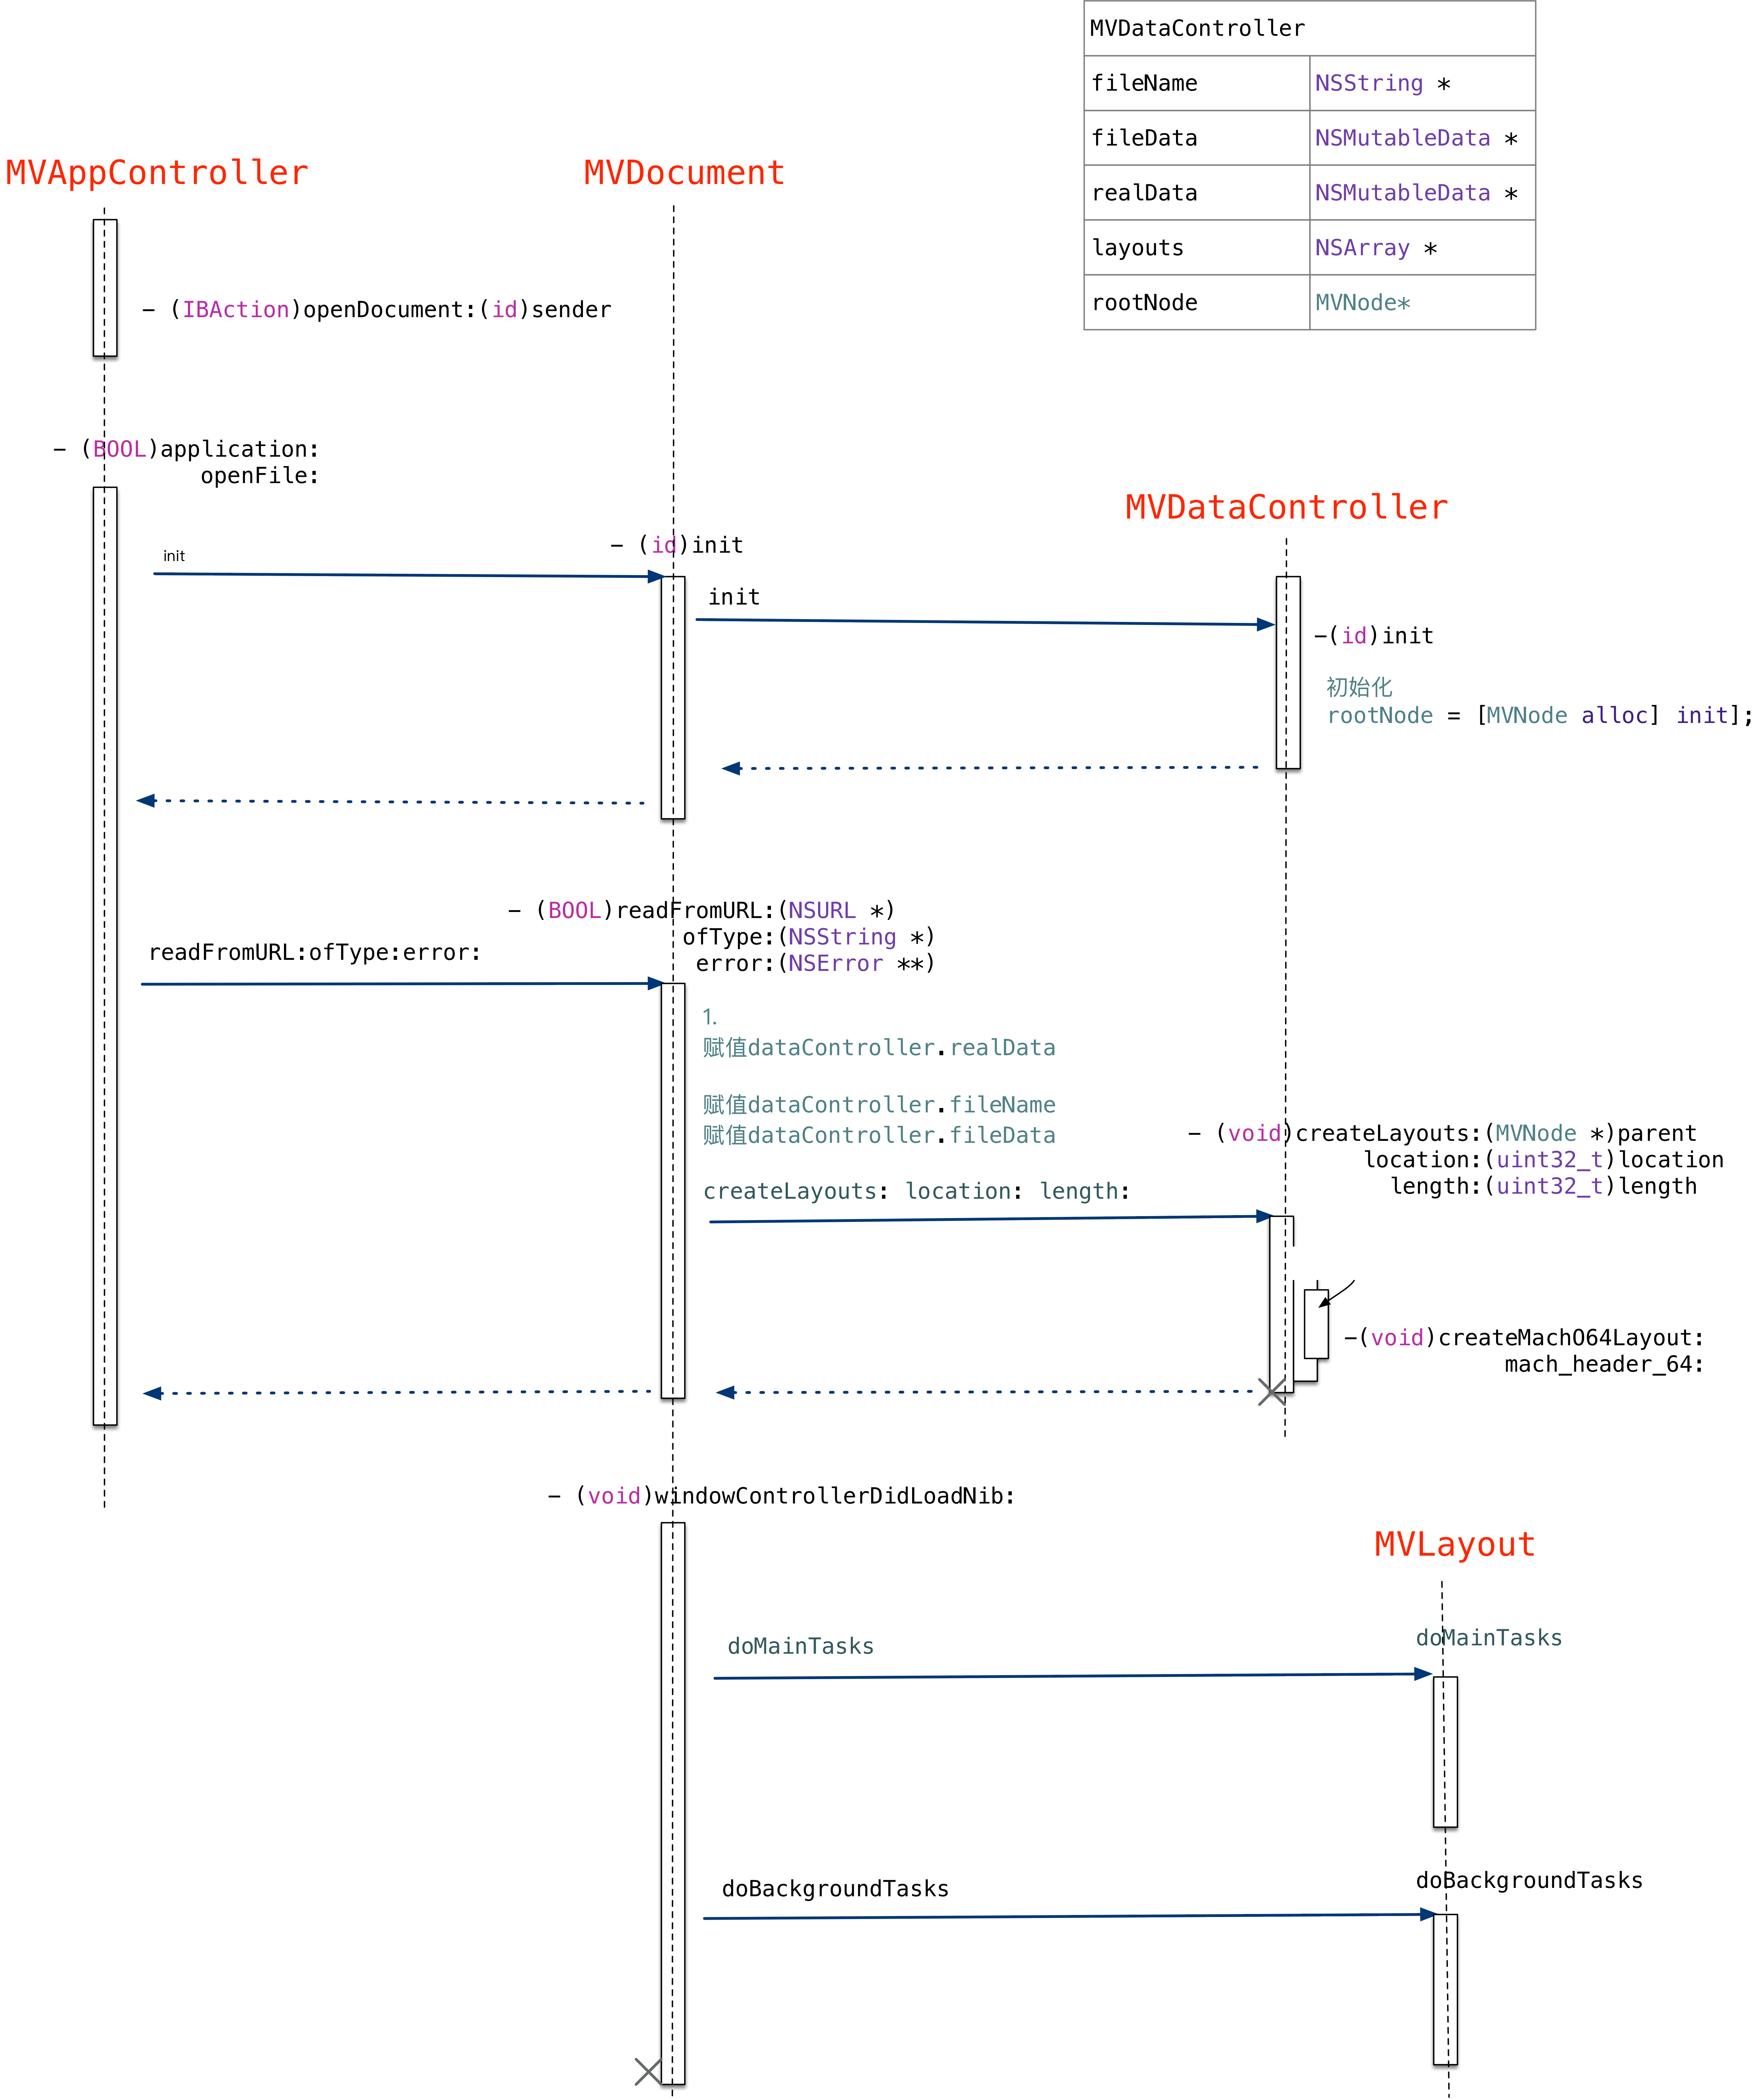 MVDataController
fileName NSString *
fileData NSMutableData *
realData NSMutableData *
layouts NSArray *
rootNode MVNode*
MVAppController
MVDocument
- (IBAction)openDocument:(id)sender
- (BOOL)application:
openFile:
MVDataController
- (id)init
init
init
-(id)init
初始化
rootNode = [MVNode alloc] init];
- (BOOL)readFromURL:(NSURL *)
ofType:(NSString *)
error:(NSError **)
readFromURL:ofType:error:
1.
赋值dataController.realData
赋值dataController.fileName
赋值dataController.fileData
- (void)createLayouts:(MVNode *)parent
location:(uint32_t)location
length:(uint32_t)length
createLayouts: location: length:
-(void)createMachO64Layout:
mach_header_64:
- (void)windowControllerDidLoadNib:
MVLayout
doMainTasks
doMainTasks
doBackgroundTasks
doBackgroundTasks